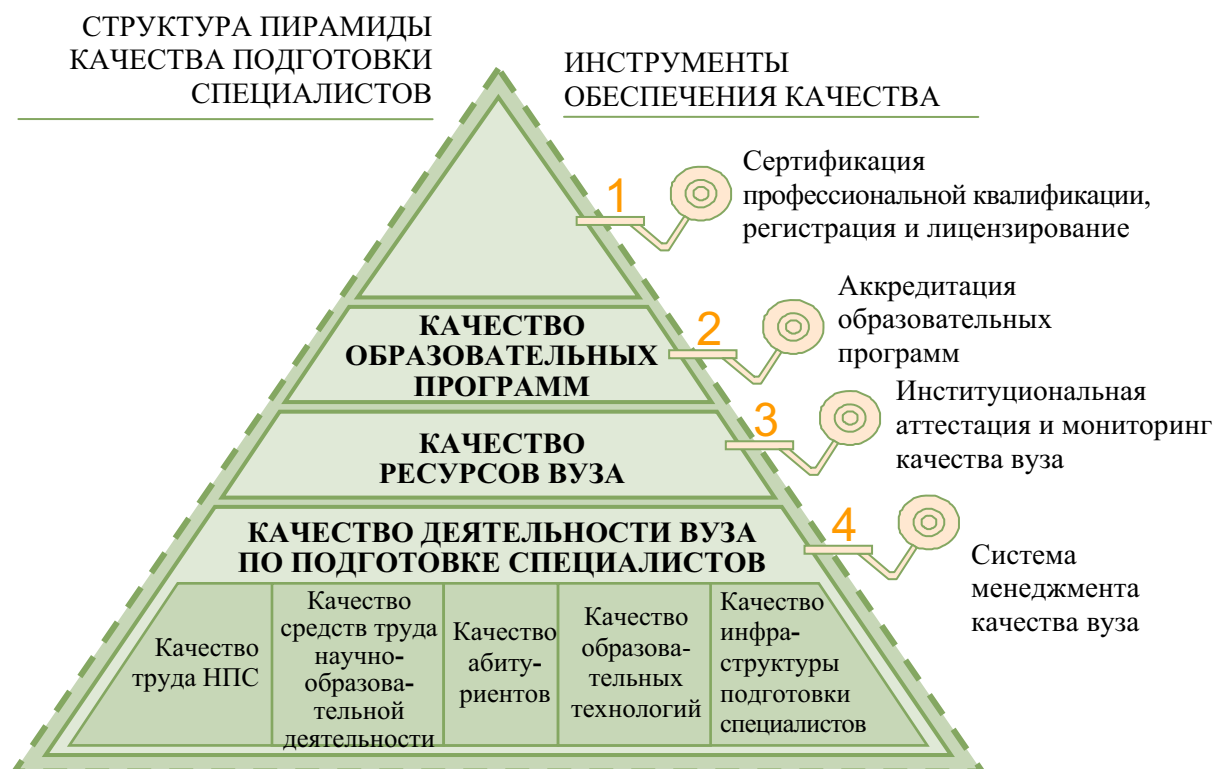 СТРУКТУРА ПИРАМИДЫ
КАЧЕСТВА ПОДГОТОВКИ
СПЕЦИАЛИСТОВ
ИНСТРУМЕНТЫ
ОБЕСПЕЧЕНИЯ КАЧЕСТВА
1
Сертификация
профессиональной квалификации,
регистрация и лицензирование
КАЧЕСТВО
ОБРАЗОВАТЕЛЬНЫХ
ПРОГРАММ
2
Аккредитация
образовательных
программ
КАЧЕСТВО
РЕСУРСОВ ВУЗА
3
Институциональная
аттестация и мониторинг
качества вуза
КАЧЕСТВО ДЕЯТЕЛЬНОСТИ ВУЗА
ПО ПОДГОТОВКЕ СПЕЦИАЛИСТОВ
4
Система
менеджмента
качества вуза
Качество
труда НПС
Качество
средств труда
научно-
образова-
тельной
деятельности
Качество
абиту-
риентов
Качество
образова-
тельных
технологий
Качество
инфра-
структуры
подготовки
специалистов